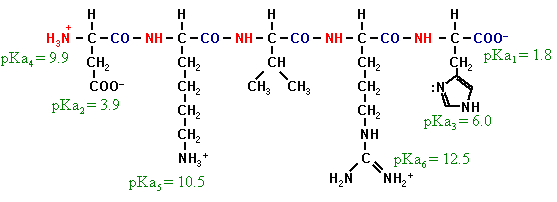 H H H H H
H₃N⁺ C CO NH C CO NH C CO NH C CO NH C COO⁻
pKa₄ = 9.9 CH₂ CH₂ CH CH₂ CH₂ pKa₁ = 1.8
COO⁻ CH₂ CH₃ CH₃ CH₂ :N
pKa₂ = 3.9 CH₂ CH₂ NH
CH₂ NH pKa₃ = 6.0
NH₃⁺ C pKa₆ = 12.5
pKa₅ = 10.5 H₂N NH₂⁺